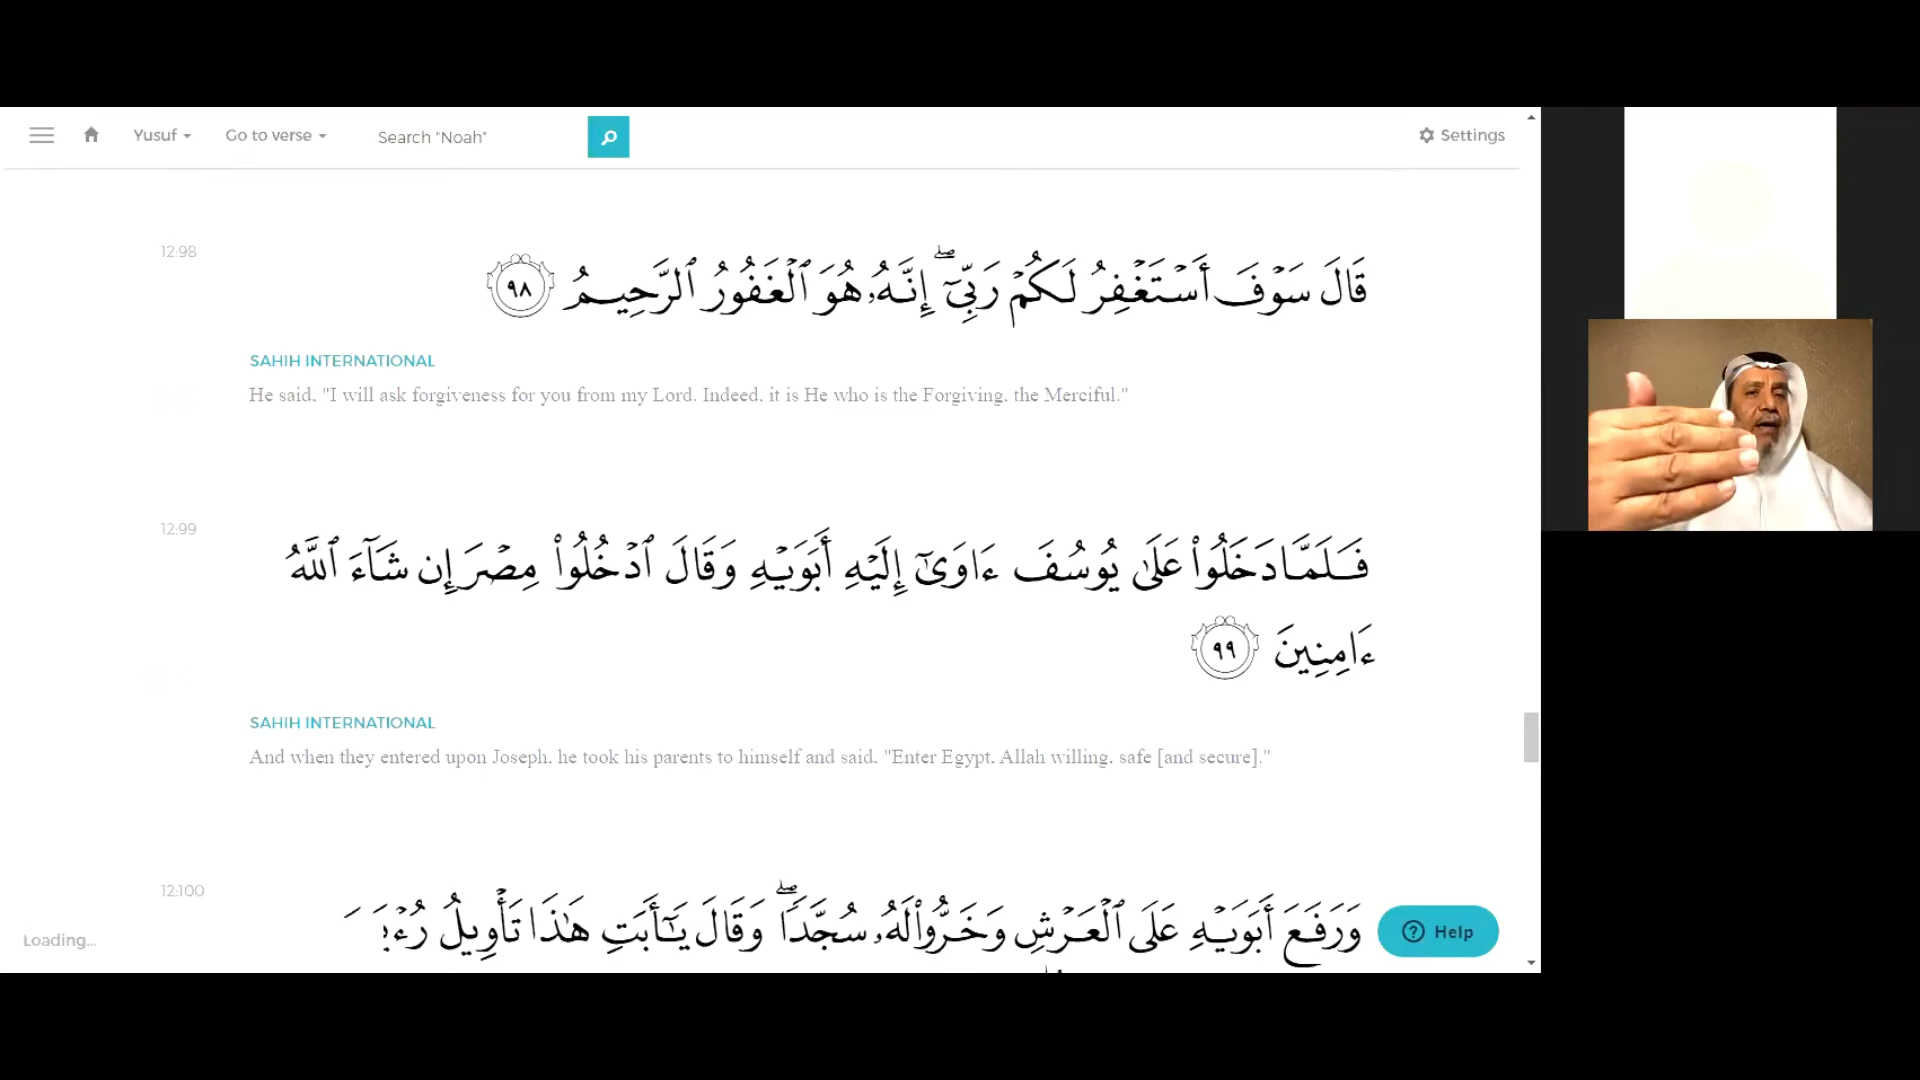 Yusuf
Go to verse
Search "Noah"
Settings
12:98
قَالَ سَوْفَ أَسْتَغْفِرُ لَكُمْ رَبِّىٓ ۖ إِنَّهُۥ هُوَ ٱلْغَفُورُ ٱلرَّحِيمُ ٩٨
SAHIH INTERNATIONAL
He said, "I will ask forgiveness for you from my Lord. Indeed, it is He who is the Forgiving, the Merciful."
12:99
فَلَمَّا دَخَلُوا۟ عَلَىٰ يُوسُفَ ءَاوَىٰٓ إِلَيْهِ أَبَوَيْهِ وَقَالَ ٱدْخُلُوا۟ مِصْرَ إِن شَآءَ ٱللَّهُ
ءَامِنِينَ ٩٩
SAHIH INTERNATIONAL
And when they entered upon Joseph, he took his parents to himself and said, "Enter Egypt, Allah willing, safe [and secure]."
12:100
وَرَفَعَ أَبَوَيْهِ عَلَى ٱلْعَرْشِ وَخَرُّوا۟ لَهُۥ سُجَّدًا ۖ وَقَالَ يَٰٓأَبَتِ هَٰذَا تَأْوِيلُ
Help
Loading...